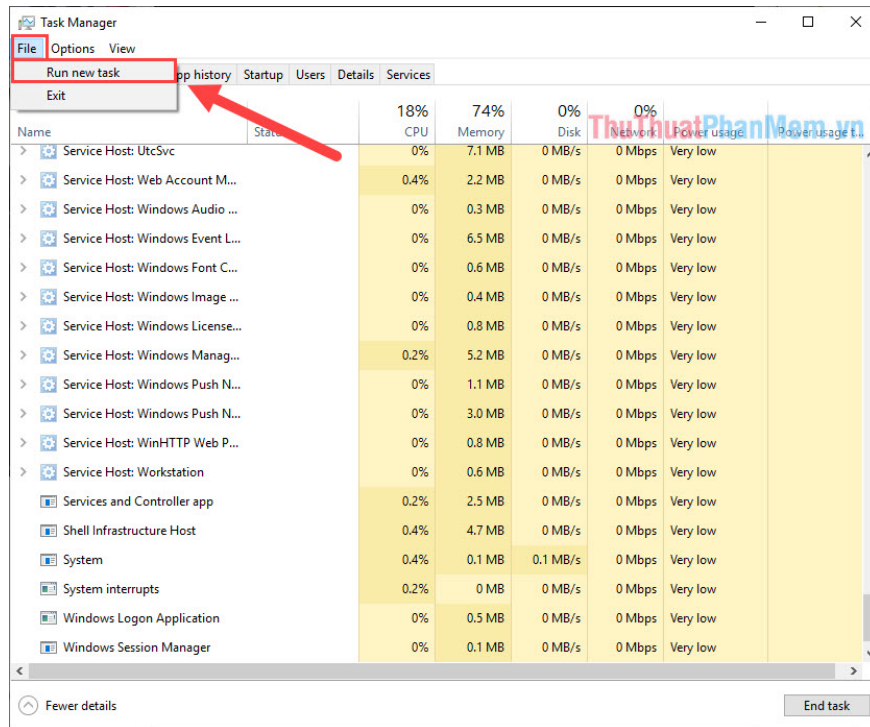 Task Manager
File Options View
Run new task
Exit
pp history Startup Users Details Services
18% 74% 0% 0%
Name CPU Memory Disk Network Power usage Power usage t...
ThuThuatPhanMem.vn
Service Host: UtcSvc 0% 7.1 MB 0 MB/s 0 Mbps Very low
Service Host: Web Account M... 0.4% 2.2 MB 0 MB/s 0 Mbps Very low
Service Host: Windows Audio ... 0% 0.3 MB 0 MB/s 0 Mbps Very low
Service Host: Windows Event L... 0% 6.5 MB 0 MB/s 0 Mbps Very low
Service Host: Windows Font C... 0% 0.6 MB 0 MB/s 0 Mbps Very low
Service Host: Windows Image ... 0% 0.4 MB 0 MB/s 0 Mbps Very low
Service Host: Windows License... 0% 0.8 MB 0 MB/s 0 Mbps Very low
Service Host: Windows Manag... 0.2% 5.2 MB 0 MB/s 0 Mbps Very low
Service Host: Windows Push N... 0% 1.1 MB 0 MB/s 0 Mbps Very low
Service Host: Windows Push N... 0% 3.0 MB 0 MB/s 0 Mbps Very low
Service Host: WinHTTP Web P... 0% 0.8 MB 0 MB/s 0 Mbps Very low
Service Host: Workstation 0% 0.6 MB 0 MB/s 0 Mbps Very low
Services and Controller app 0.2% 2.5 MB 0 MB/s 0 Mbps Very low
Shell Infrastructure Host 0.4% 4.7 MB 0 MB/s 0 Mbps Very low
System 0.4% 0.1 MB 0.1 MB/s 0 Mbps Very low
System interrupts 0.2% 0 MB 0 MB/s 0 Mbps Very low
Windows Logon Application 0% 0.5 MB 0 MB/s 0 Mbps Very low
Windows Session Manager 0% 0.1 MB 0 MB/s 0 Mbps Very low
Fewer details End task